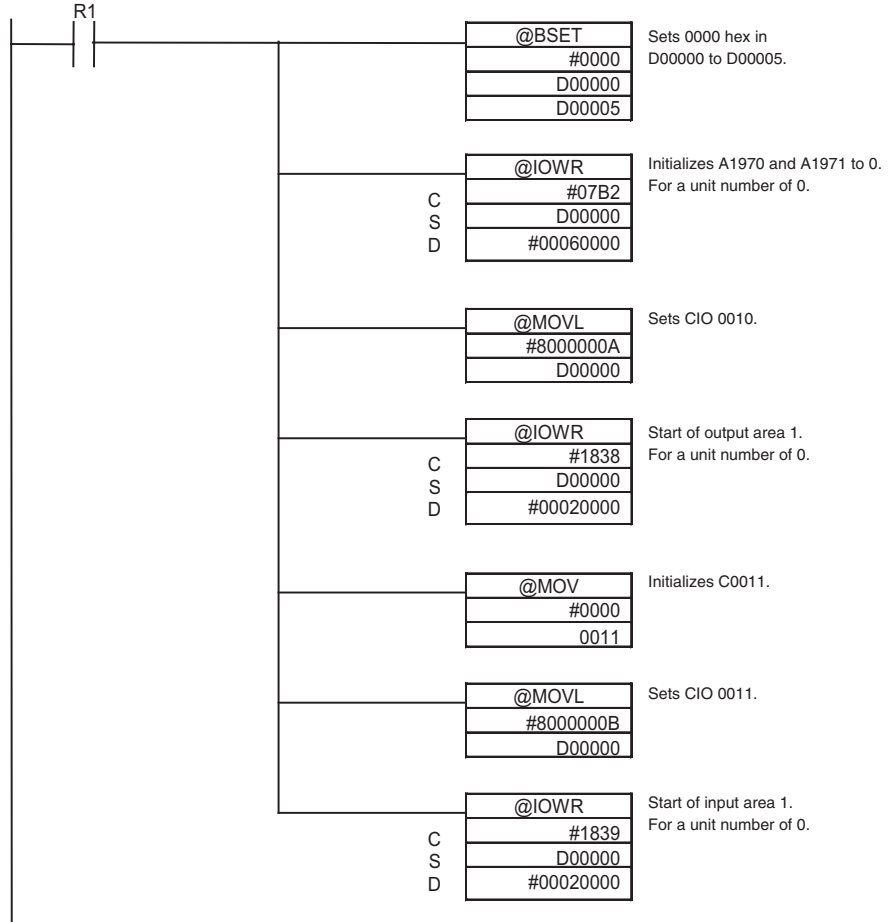 R1
@BSET
#0000
D00000
D00005
Sets 0000 hex in
D00000 to D00005.
@IOWR
C #07B2
S D00000
D #00060000
Initializes A1970 and A1971 to 0.
For a unit number of 0.
@MOVL
#8000000A
D00000
Sets CIO 0010.
@IOWR
C #1838
S D00000
D #00020000
Start of output area 1.
For a unit number of 0.
@MOV
#0000
0011
Initializes C0011.
@MOVL
#8000000B
D00000
Sets CIO 0011.
@IOWR
C #1839
S D00000
D #00020000
Start of input area 1.
For a unit number of 0.